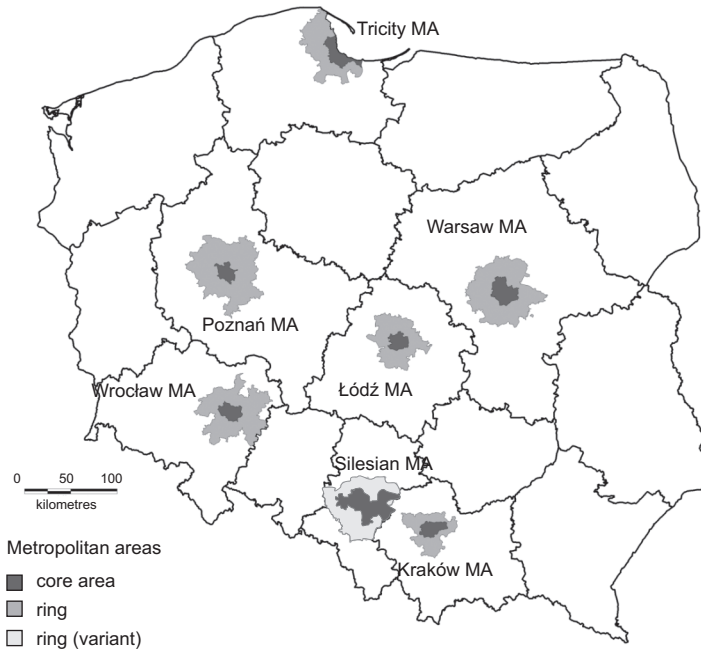 Tricity MA
Warsaw MA
Poznań MA
Wrocław MA
Łódź MA
Silesian MA
0 50 100
kilometres
Kraków MA
Metropolitan areas
core area
ring
ring (variant)